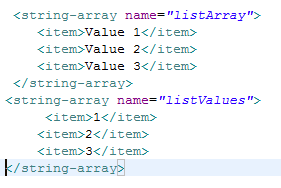 <string-array name="listArray">
<item>Value 1</item>
<item>Value 2</item>
<item>Value 3</item>
</string-array>
<string-array name="listValues">
<item>1</item>
<item>2</item>
<item>3</item>
</string-array>